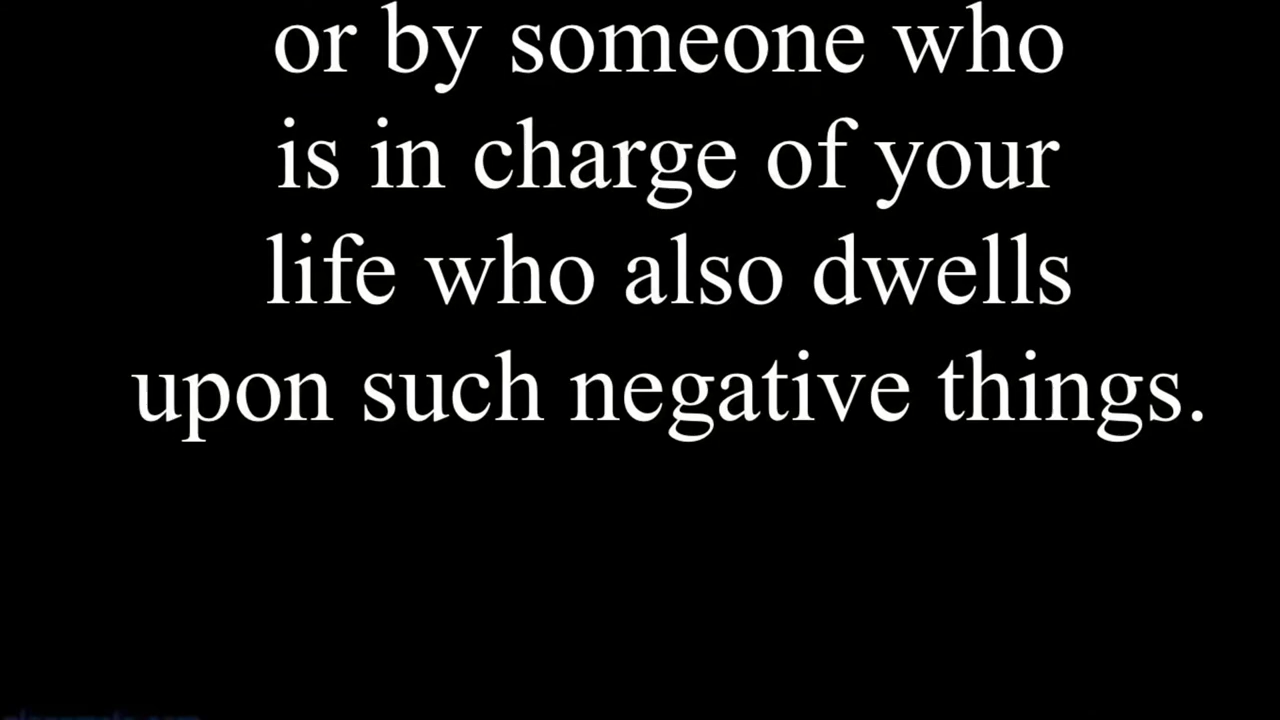 or by someone who
is in charge of your
life who also dwells
upon such negative things.